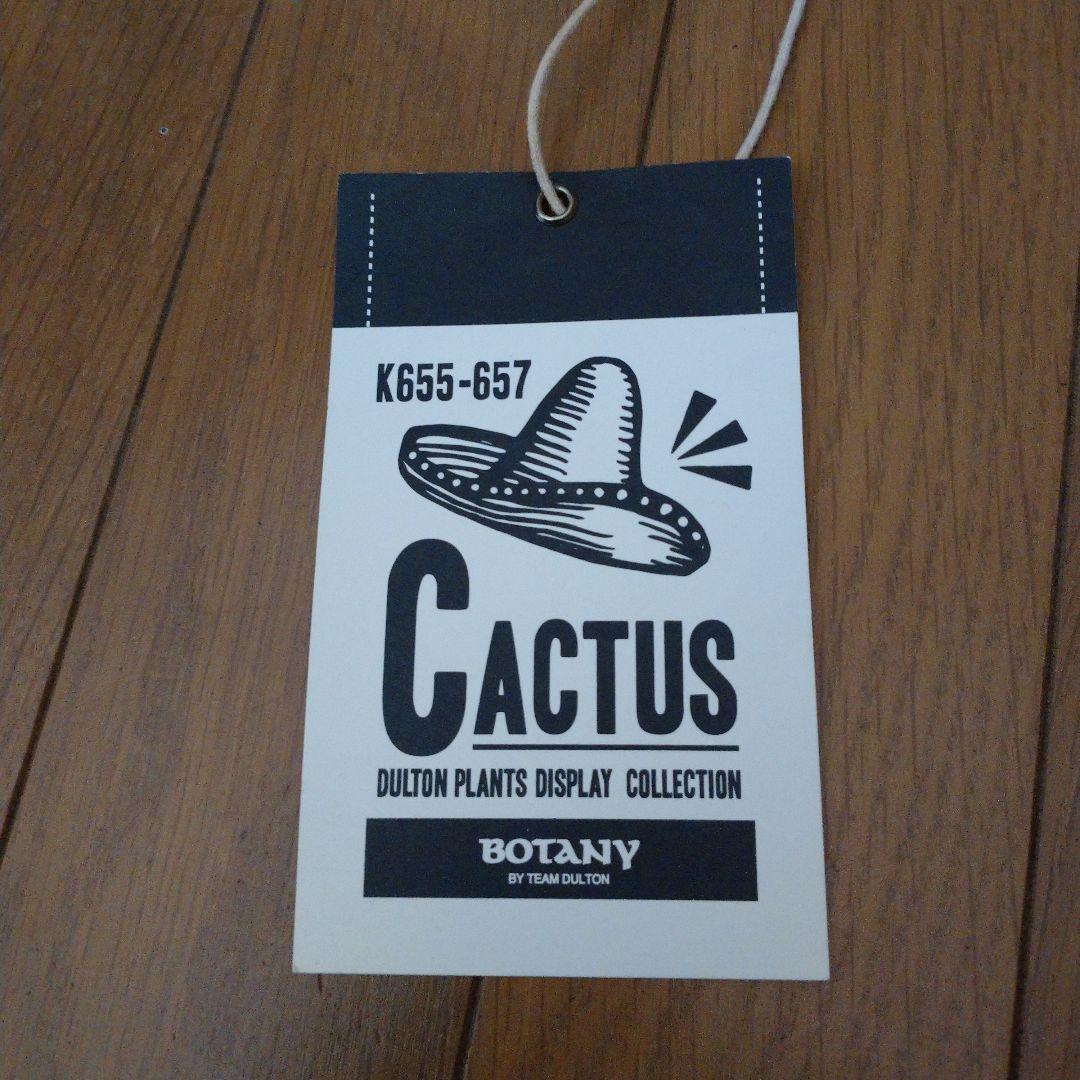 K655-657
CACTUS
DULTON PLANTS DISPLAY COLLECTION
BOTANY
BY TEAM DULTON